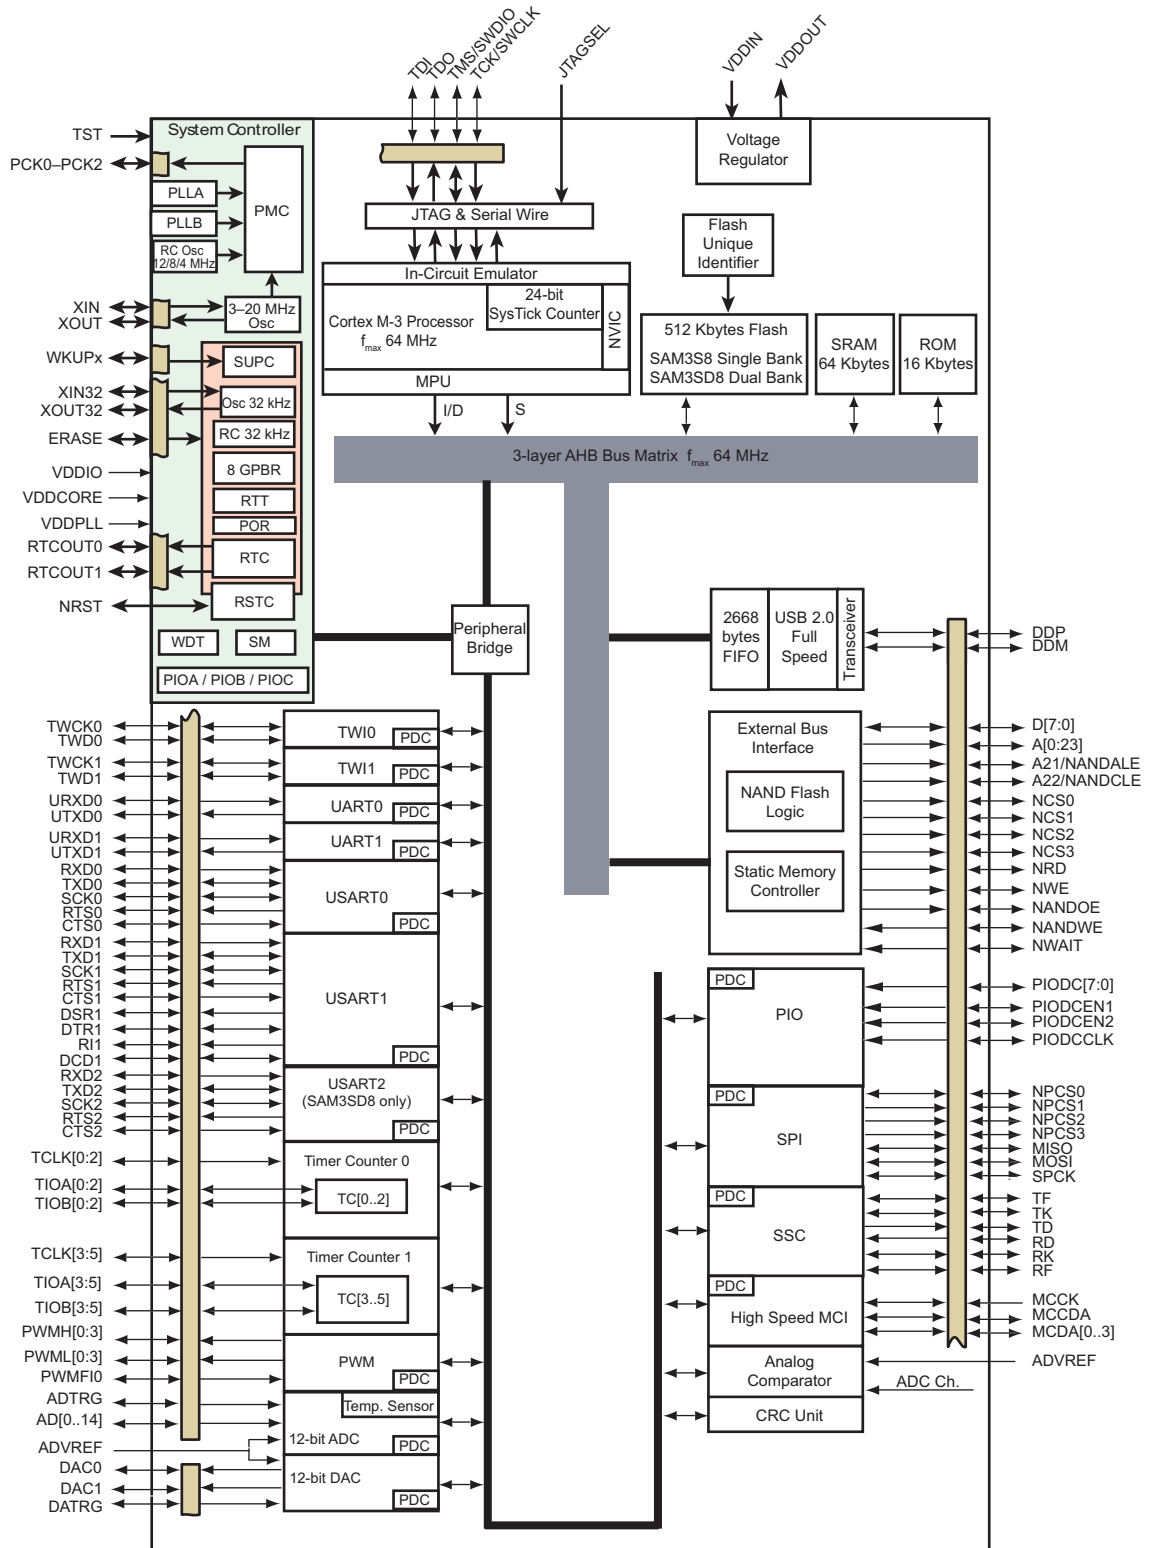 TDI
TDO
TMS/SWDIO
TCK/SWCLK
JTAGSEL
VDDIN
VDDOUT
TST
PCK0–PCK2
System Controller
PLLA
PLLB
RC Osc
12/8/4 MHz
PMC
XIN
XOUT
3–20 MHz
Osc
WKUPx
SUPC
XIN32
XOUT32
Osc 32 kHz
ERASE
RC 32 kHz
VDDIO
8 GPBR
VDDCORE
RTT
VDDPLL
POR
RTCOUT0
RTCOUT1
RTC
NRST
RSTC
WDT
SM
PIOA / PIOB / PIOC
JTAG & Serial Wire
In-Circuit Emulator
24-bit
SysTick Counter
Cortex M-3 Processor
fmax 64 MHz
NVIC
MPU
I/D
S
Voltage
Regulator
Flash
Unique
Identifier
512 Kbytes Flash
SAM3S8 Single Bank
SAM3SD8 Dual Bank
SRAM
64 Kbytes
ROM
16 Kbytes
3-layer AHB Bus Matrix fmax 64 MHz
Peripheral
Bridge
2668
bytes
FIFO
USB 2.0
Full
Speed
Transceiver
DDP
DDM
External Bus
Interface
NAND Flash
Logic
Static Memory
Controller
D[7:0]
A[0:23]
A21/NANDALE
A22/NANDCLE
NCS0
NCS1
NCS2
NCS3
NRD
NWE
NANDOE
NANDWE
NWAIT
TWCK0
TWD0
TWI0
PDC
TWCK1
TWD1
TWI1
PDC
URXD0
UTXD0
UART0
PDC
URXD1
UTXD1
UART1
PDC
RXD0
TXD0
SCK0
RTS0
CTS0
USART0
PDC
RXD1
TXD1
SCK1
RTS1
CTS1
DSR1
DTR1
RI1
DCD1
USART1
PDC
RXD2
TXD2
SCK2
RTS2
CTS2
USART2
(SAM3SD8 only)
PDC
TCLK[0:2]
TIOA[0:2]
TIOB[0:2]
Timer Counter 0
TC[0..2]
TCLK[3:5]
TIOA[3:5]
TIOB[3:5]
Timer Counter 1
TC[3..5]
PWMH[0:3]
PWML[0:3]
PWMFI0
PWM
PDC
ADTRG
AD[0..14]
ADVREF
Temp. Sensor
12-bit ADC
PDC
DAC0
DAC1
DATRG
12-bit DAC
PDC
PDC
PIO
PIODC[7:0]
PIODCEN1
PIODCEN2
PIODCCLK
PDC
SPI
NPCS0
NPCS1
NPCS2
NPCS3
MISO
MOSI
SPCK
PDC
SSC
TF
TK
TD
RD
RK
RF
PDC
High Speed MCI
MCCK
MCCDA
MCDA[0..3]
Analog
Comparator
ADVREF
ADC Ch.
CRC Unit